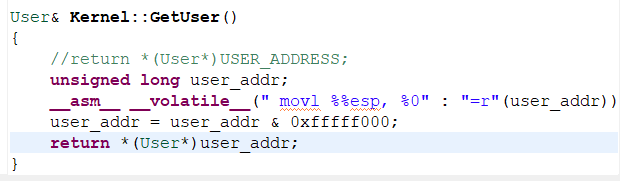 User& Kernel::GetUser()
{
//return *(User*)USER_ADDRESS;
unsigned long user_addr;
__asm__ __volatile__(" movl %%esp, %0" : "=r"(user_addr))
user_addr = user_addr & 0xfffff000;
return *(User*)user_addr;
}